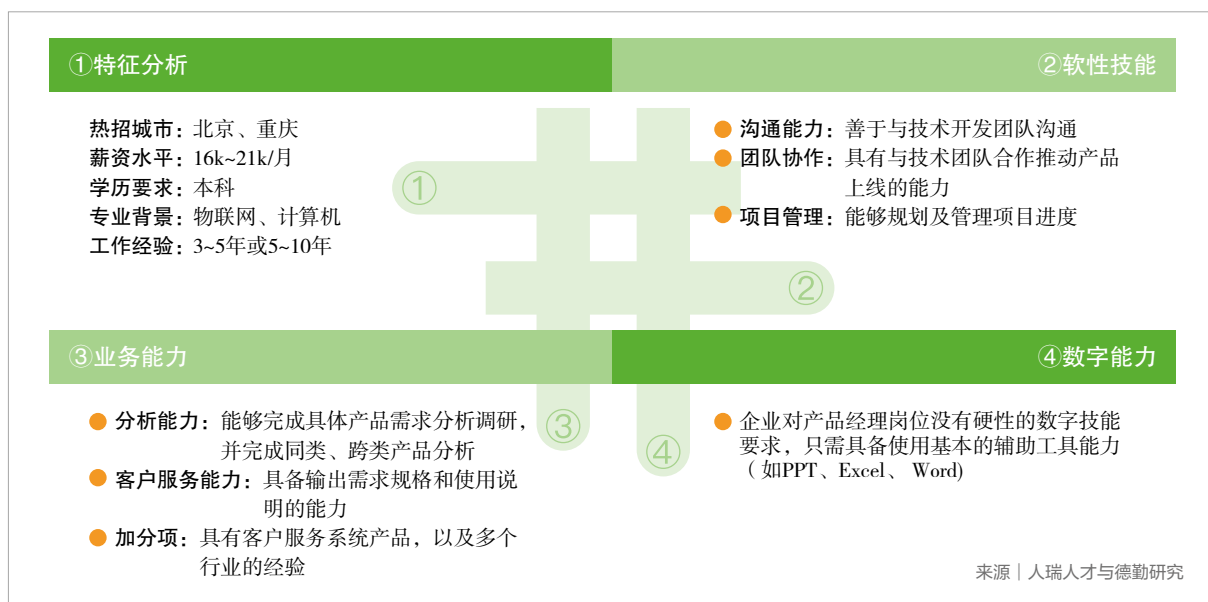 ①特征分析
②软性技能
热招城市：北京、重庆
薪资水平：16k~21k/月
学历要求：本科
专业背景：物联网、计算机
工作经验：3~5年或5~10年
①
沟通能力：善于与技术开发团队沟通
团队协作：具有与技术团队合作推动产品
上线的能力
项目管理：能够规划及管理项目进度
②
③业务能力
④数字能力
分析能力：能够完成具体产品需求分析调研，
并完成同类、跨类产品分析
客户服务能力：具备输出需求规格和使用说
明的能力
加分项：具有客户服务系统产品，以及多个
行业的经验
③
④
企业对产品经理岗位没有硬性的数字技能
要求，只需具备使用基本的辅助工具能力
（如PPT、Excel、 Word)
来源｜人瑞人才与德勤研究